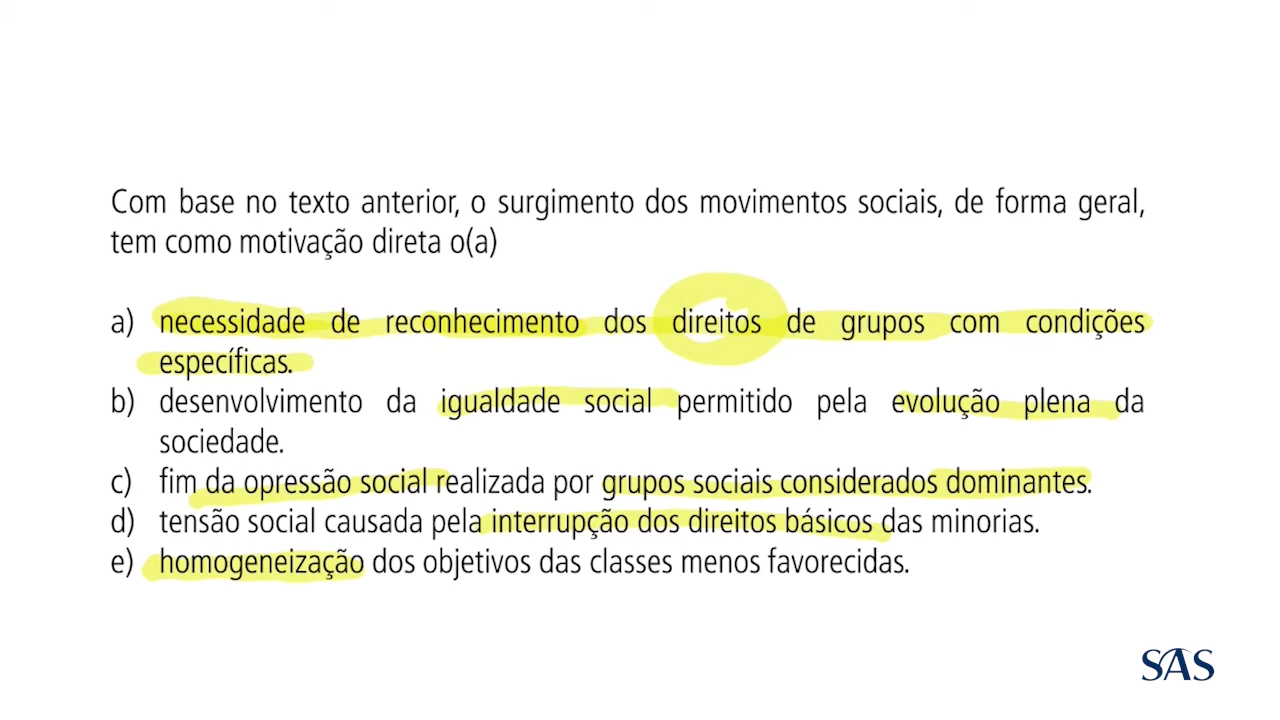 Com base no texto anterior, o surgimento dos movimentos sociais, de forma geral,
tem como motivação direta o(a)
a) necessidade de reconhecimento dos direitos de grupos com condições
específicas.
b) desenvolvimento da igualdade social permitido pela evolução plena da
sociedade.
c) fim da opressão social realizada por grupos sociais considerados dominantes.
d) tensão social causada pela interrupção dos direitos básicos das minorias.
e) homogeneização dos objetivos das classes menos favorecidas.
SAS